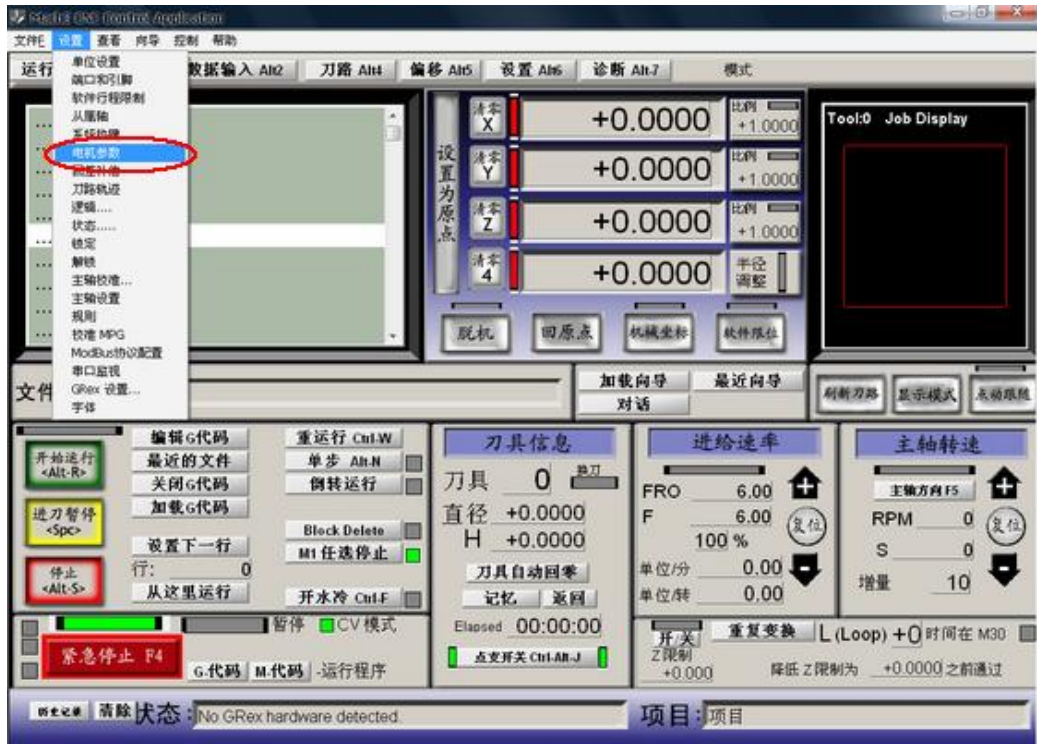 Mach3 CNC Control Application
文件F 设置 查看 向导 控制 帮助
运行 数据输入 Alt2 刀路 Alt4 偏移 Alt5 设置 Alt6 诊断 Alt-7 模式
单位设置
端口和引脚
软件行程限制
从属轴
系统热键
电机参数
刀路轨迹
逻辑....
状态.....
锁定
解锁
主轴校准...
主轴设置
规则
校准 MPG
ModBus协议配置
串口监视
GRex 设置...
字体
设置为原点
清零 X +0.0000 比例 +1.0000
清零 Y +0.0000 比例 +1.0000
清零 Z +0.0000 比例 +1.0000
清零 4 +0.0000 半径调整
脱机 回原点 机械坐标 软件限位
Tool:0 Job Display
文件
加载向导 最近向导
对话
刷新刀路 显示模式 点动跟随
开始运行 <Alt-R>
进刀暂停 <Spc>
停止 <Alt-S>
编辑G代码
最近的文件
关闭G代码
加载G代码
设置下一行
行: 0
从这里运行
重运行 Ctrl-W
单步 Alt-N
倒转运行
Block Delete
M1 任选停止
开水冷 Ctrl-F
刀具信息
刀具 0 换刀
直径 +0.0000
H +0.0000
刀具自动回零
记忆 返回
Elapsed 00:00:00
点支开关 Ctrl-Alt-J
进给速率
FRO 6.00
F 6.00
100 %
复位
单位/分 0.00
单位/转 0.00
主轴转速
主轴方向 F5
RPM 0
S 0
复位
增量 10
暂停 CV 模式
紧急停止 F4
G-代码 M-代码 -运行程序
开/关 重复变换 L (Loop) +0 时间在 M30
Z 限制
+0.000 降低 Z 限制为 +0.0000 之前通过
历史记录 清除 状态: No GRex hardware detected.
项目: 项目